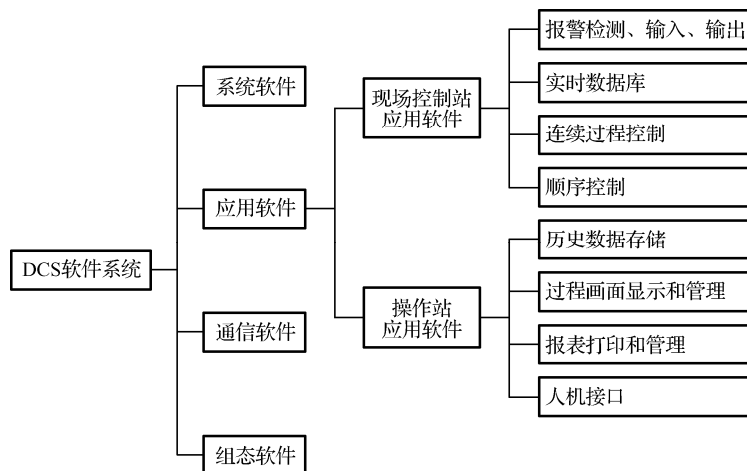 DCS软件系统
系统软件
应用软件
通信软件
组态软件
现场控制站
应用软件
操作站
应用软件
报警检测、输入、输出
实时数据库
连续过程控制
顺序控制
历史数据存储
过程画面显示和管理
报表打印和管理
人机接口